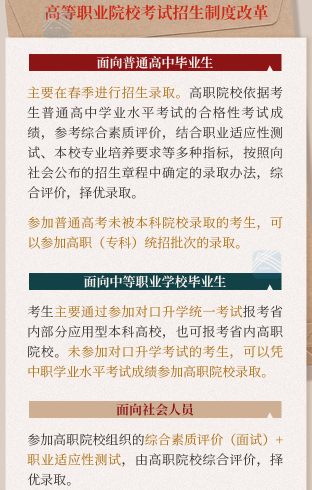 高等职业院校考试招生制度改革
面向普通高中毕业生
主要在春季进行招生录取。高职院校依据考
生普通高中学业水平考试的合格性考试成
绩，参考综合素质评价，结合职业适应性测
试、本校专业培养要求等多种指标，按照向
社会公布的招生章程中确定的录取办法，综
合评价，择优录取。
参加普通高考未被本科院校录取的考生，可
以参加高职（专科）统招批次的录取。
面向中等职业学校毕业生
考生主要通过参加对口升学统一考试报考省
内部分应用型本科高校，也可报考省内高职
院校。未参加对口升学考试的考生，可以凭
中职学业水平考试成绩参加高职院校录取。
面向社会人员
参加高职院校组织的综合素质评价（面试）+
职业适应性测试，由高职院校综合评价，择
优录取。